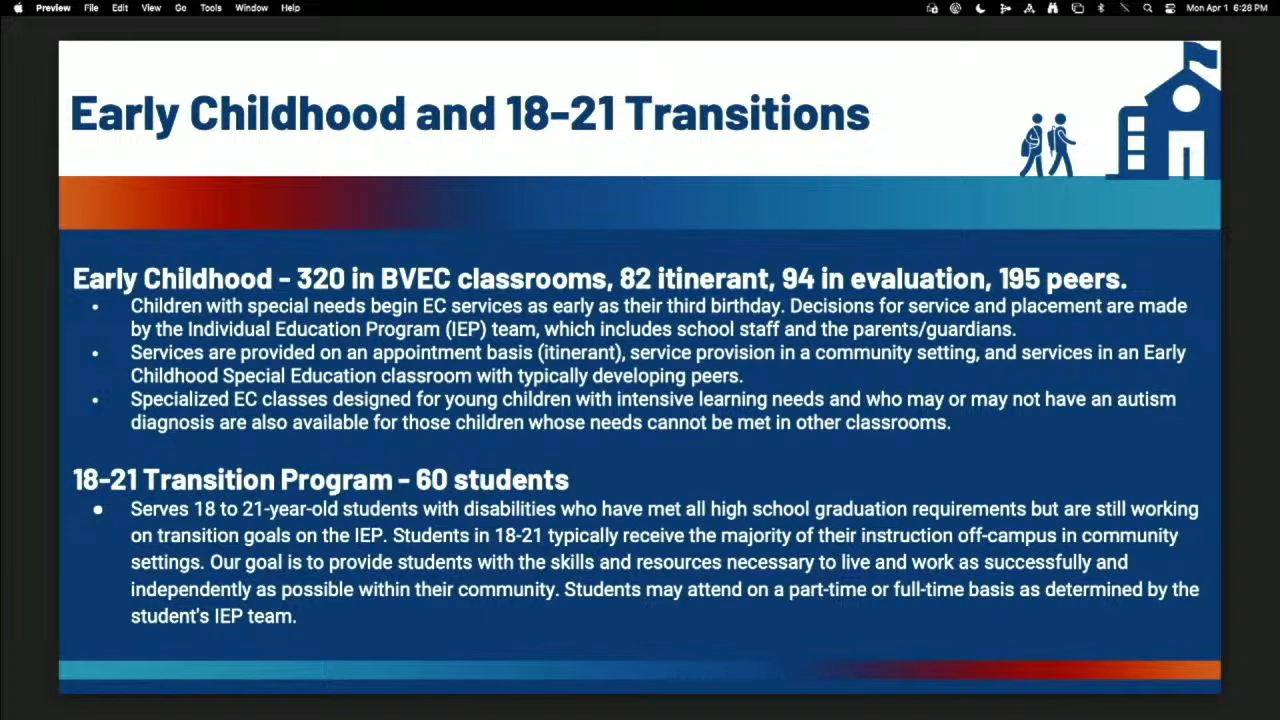 Preview File Edit View Go Tools Window Help Mon Apr 1 6:28 PM
Early Childhood and 18-21 Transitions
Early Childhood - 320 in BVEC classrooms, 82 itinerant, 94 in evaluation, 195 peers.
• Children with special needs begin EC services as early as their third birthday. Decisions for service and placement are made
by the Individual Education Program (IEP) team, which includes school staff and the parents/guardians.
• Services are provided on an appointment basis (itinerant), service provision in a community setting, and services in an Early
Childhood Special Education classroom with typically developing peers.
• Specialized EC classes designed for young children with intensive learning needs and who may or may not have an autism
diagnosis are also available for those children whose needs cannot be met in other classrooms.
18-21 Transition Program - 60 students
• Serves 18 to 21-year-old students with disabilities who have met all high school graduation requirements but are still working
on transition goals on the IEP. Students in 18-21 typically receive the majority of their instruction off-campus in community
settings. Our goal is to provide students with the skills and resources necessary to live and work as successfully and
independently as possible within their community. Students may attend on a part-time or full-time basis as determined by the
student's IEP team.